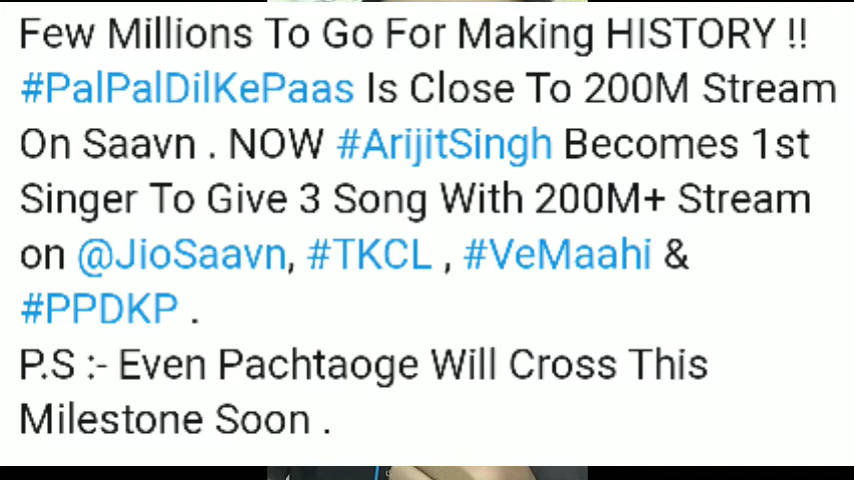 Few Millions To Go For Making HISTORY !!
#PalPalDilKePaas Is Close To 200M Stream
On Saavn . NOW #ArijitSingh Becomes 1st
Singer To Give 3 Song With 200M+ Stream
on @JioSaavn, #TKCL , #VeMaahi &
#PPDKP .
P.S :- Even Pachtaoge Will Cross This
Milestone Soon .